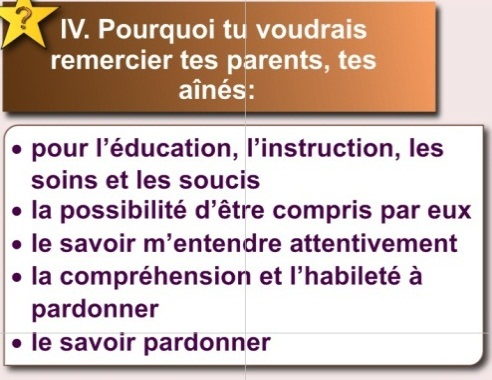 ?
IV. Pourquoi tu voudrais
remercier tes parents, tes
aînés:
• pour l’éducation, l’instruction, les
soins et les soucis
• la possibilité d’être compris par eux
• le savoir m’entendre attentivement
• la compréhension et l’habileté à
pardonner
• le savoir pardonner